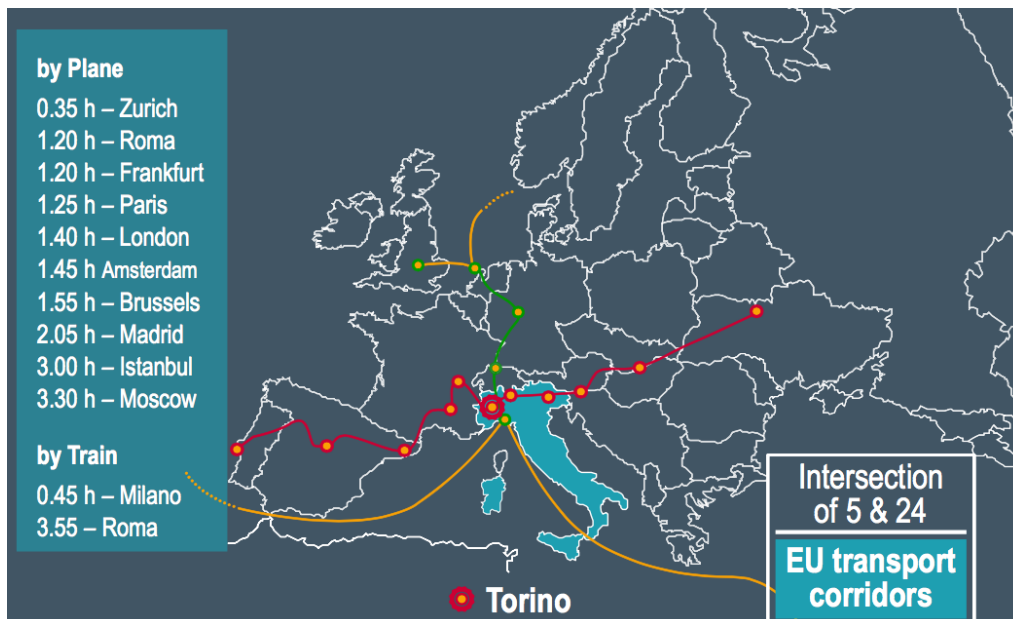 by Plane
0.35 h – Zurich
1.20 h – Roma
1.20 h – Frankfurt
1.25 h – Paris
1.40 h – London
1.45 h Amsterdam
1.55 h – Brussels
2.05 h – Madrid
3.00 h – Istanbul
3.30 h – Moscow
by Train
0.45 h – Milano
3.55 – Roma
Torino
Intersection
of 5 & 24
EU transport
corridors